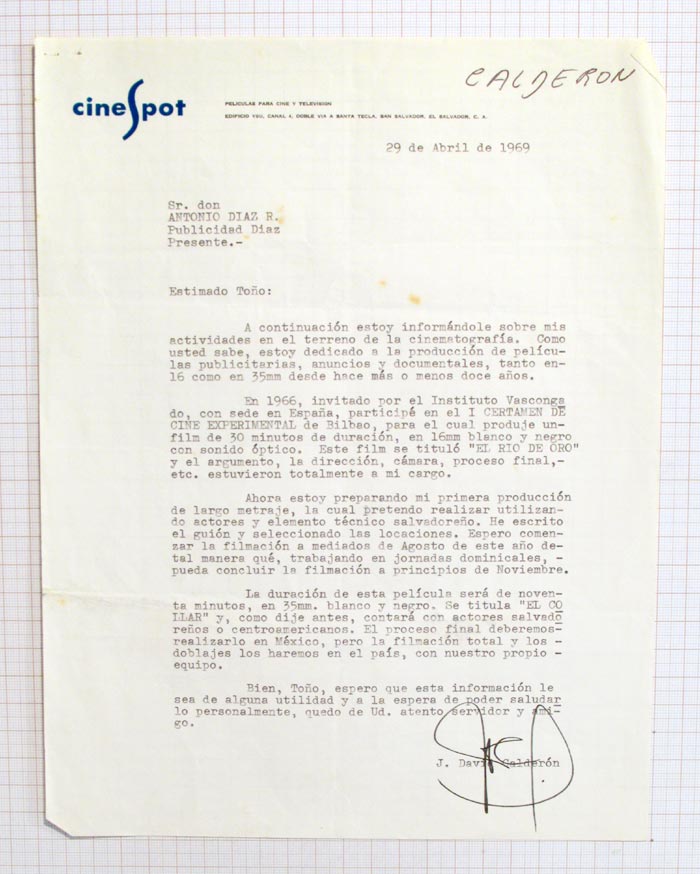 CALDERON
cineSpot
PELICULAS PARA CINE Y TELEVISION
EDIFICIO YSU, CANAL 4, DOBLE VIA A SANTA TECLA, SAN SALVADOR, EL SALVADOR, C. A.
29 de Abril de 1969
Sr. don
ANTONIO DIAZ R.
Publicidad Diaz
Presente.-
Estimado Toño:
A continuación estoy informándole sobre mis
actividades en el terreno de la cinematografía. Como
usted sabe, estoy dedicado a la producción de pelícu-
las publicitarias, anuncios y documentales, tanto en-
16 como en 35mm desde hace más o menos doce años.
En 1966, invitado por el Instituto Vasconga
do, con sede en España, participé en el I CERTAMEN DE
CINE EXPERIMENTAL de Bilbao, para el cual produje un-
film de 30 minutos de duración, en 16mm blanco y negro
con sonido óptico. Este film se tituló "EL RIO DE ORO"
y el argumento, la dirección, cámara, proceso final,-
etc. estuvieron totalmente a mi cargo.
Ahora estoy preparando mi primera producción
de largo metraje, la cual pretendo realizar utilizan-
do actores y elemento técnico salvadoreño. He escrito
el guión y seleccionado las locaciones. Espero comen-
zar la filmación a mediados de Agosto de este año de-
tal manera qué, trabajando en jornadas dominicales, -
pueda concluir la filmación a principios de Noviembre.
La duración de esta película será de noven-
ta minutos, en 35mm. blanco y negro. Se titula "EL CO
LLAR" y, como dije antes, contará con actores salvado
reños o centroamericanos. El proceso final deberemos-
realizarlo en México, pero la filmación total y los -
doblajes los haremos en el país, con nuestro propio -
equipo.
Bien, Toño, espero que esta información le
sea de alguna utilidad y a la espera de poder saludar
lo personalmente, quedo de Ud. atento servidor y ami-
go.
J. David Calderón